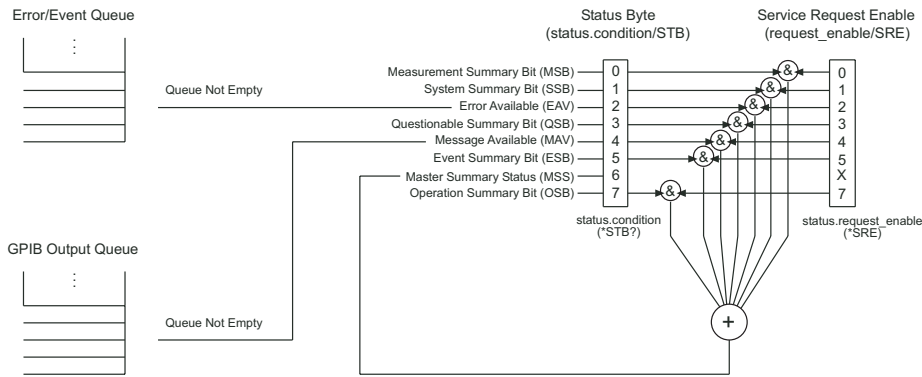 Error/Event Queue
Status Byte
(status.condition/STB)
Service Request Enable
(request_enable/SRE)
Queue Not Empty
Measurement Summary Bit (MSB)
System Summary Bit (SSB)
Error Available (EAV)
Questionable Summary Bit (QSB)
Message Available (MAV)
Event Summary Bit (ESB)
Master Summary Status (MSS)
Operation Summary Bit (OSB)
0
1
2
3
4
5
6
7
&
&
&
&
&
&
&
0
1
2
3
4
5
X
7
status.condition
(*STB?)
status.request_enable
(*SRE)
GPIB Output Queue
Queue Not Empty
+